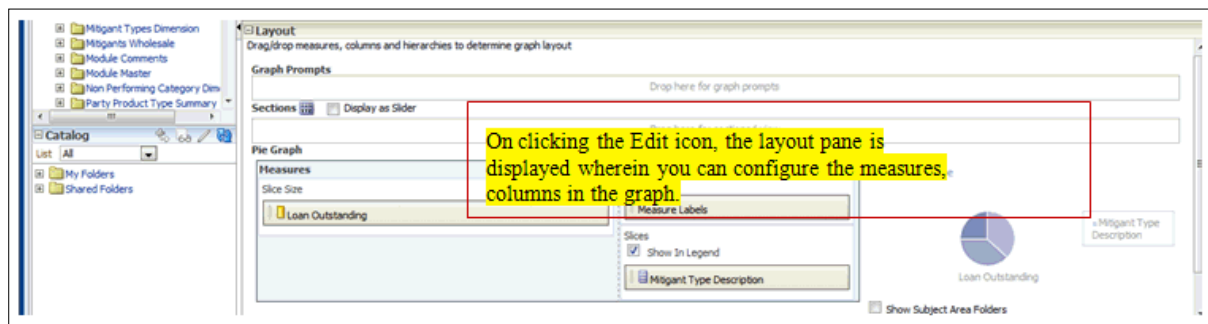 Mitigant Types Dimension
Mitigants Wholesale
Module Comments
Module Master
Non Performing Category Dim
Party Product Type Summary
Catalog
List All
My Folders
Shared Folders
Layout
Drag/drop measures, columns and hierarchies to determine graph layout
Graph Prompts
Drop here for graph prompts
Sections Display as Slider
On clicking the Edit icon, the layout pane is
displayed wherein you can configure the measures,
columns in the graph.
Pie Graph
Measures
Slice Size
Loan Outstanding
Measure Labels
Slices
Show In Legend
Mitigant Type Description
Mitigant Type
Description
Loan Outstanding
Show Subject Area Folders